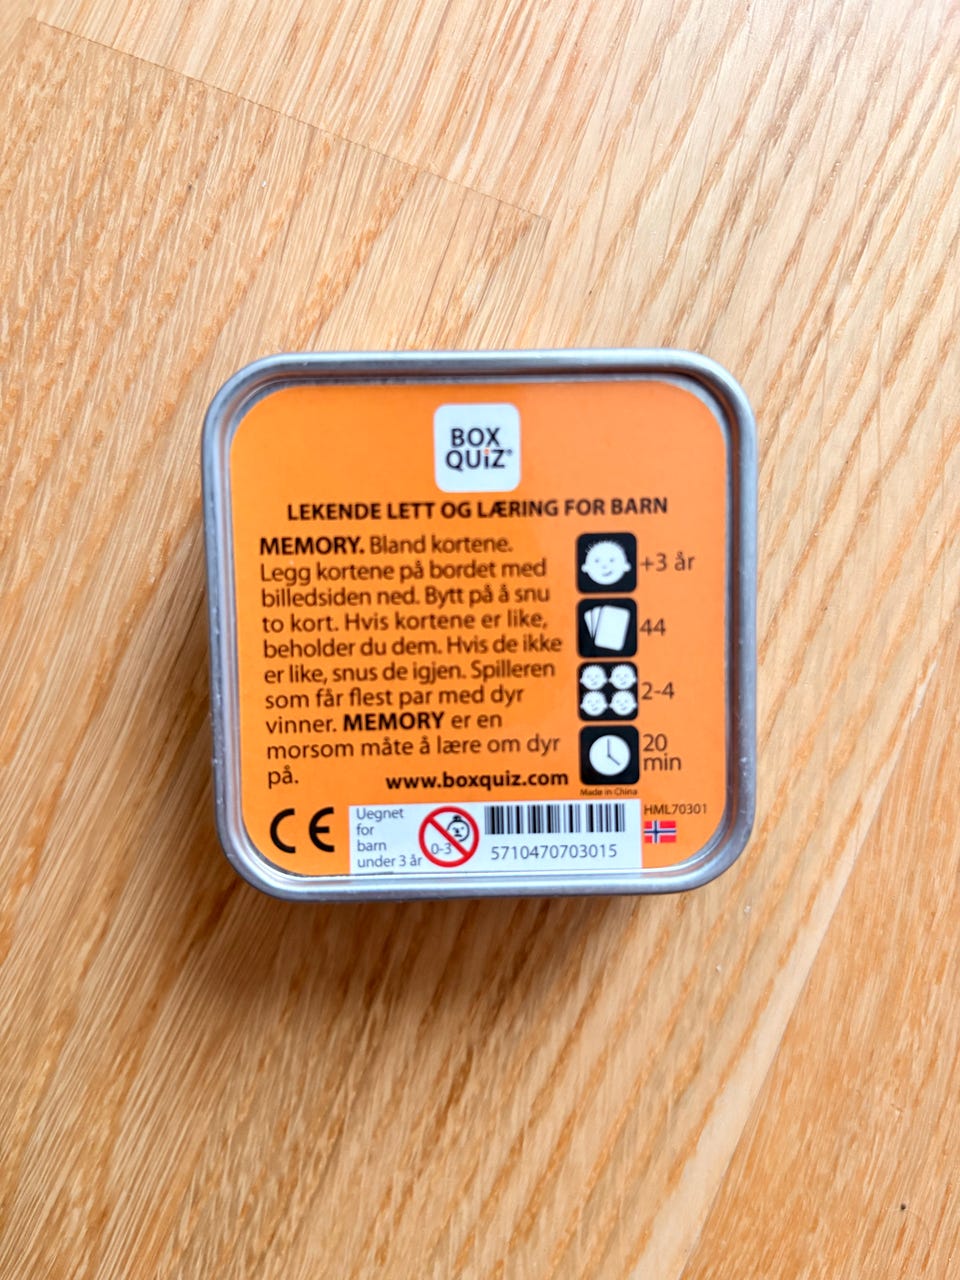 BOX
QUiZ®
LEKENDE LETT OG LÆRING FOR BARN
MEMORY. Bland kortene.
Legg kortene på bordet med
billedsiden ned. Bytt på å snu
to kort. Hvis kortene er like,
beholder du dem. Hvis de ikke
er like, snus de igjen. Spilleren
som får flest par med dyr
vinner. MEMORY er en
morsom måte å lære om dyr
på.
www.boxquiz.com
+3 år
44
2-4
20
min
Made in China
HML70301
CE
Uegnet
for
barn
under 3 år
0-3
5710470703015